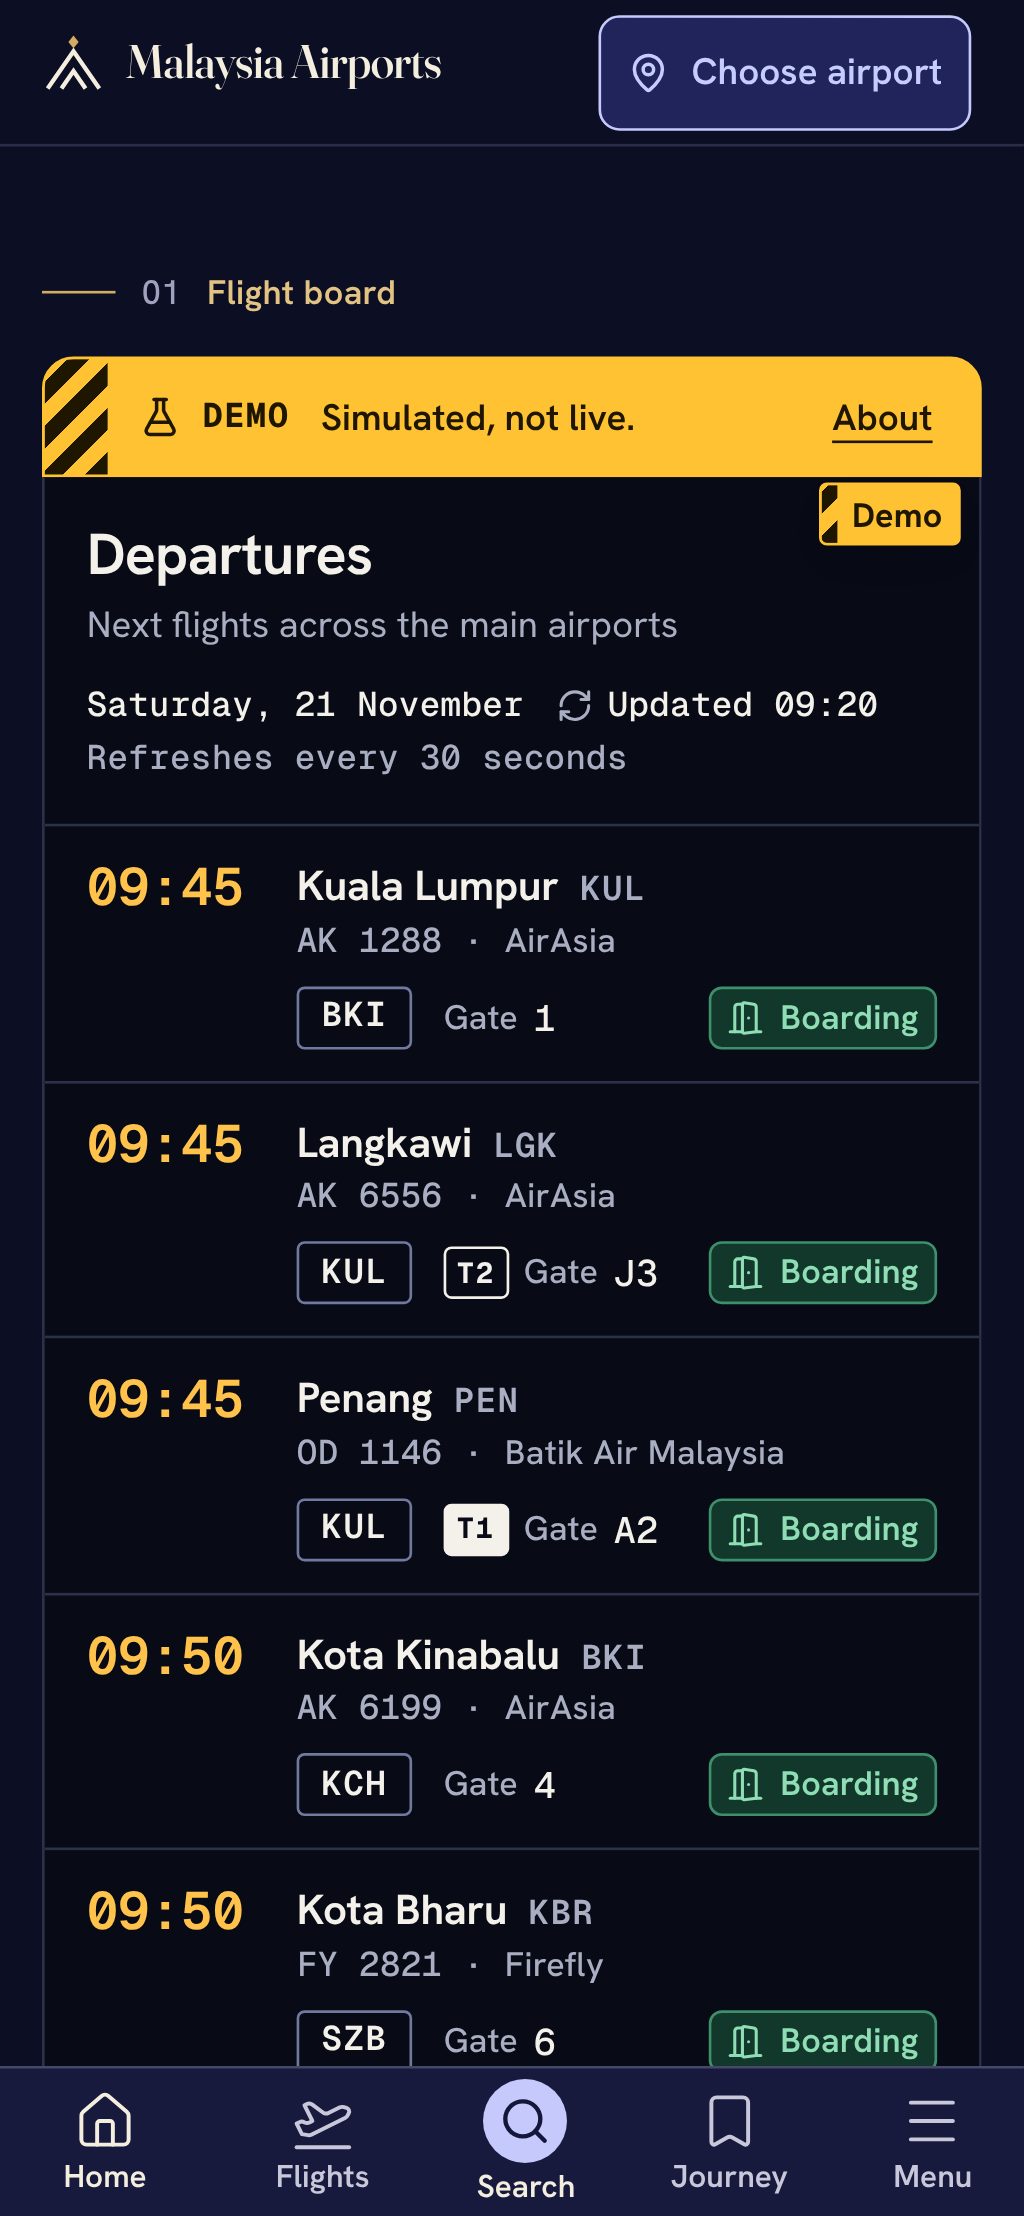 Malaysia Airports
Choose airport
01 Flight board
DEMO Simulated, not live. About
Demo
Departures
Next flights across the main airports
Saturday, 21 November Updated 09:20
Refreshes every 30 seconds
09:45 Kuala Lumpur KUL
AK 1288 · AirAsia
BKI Gate 1 Boarding
09:45 Langkawi LGK
AK 6556 · AirAsia
KUL T2 Gate J3 Boarding
09:45 Penang PEN
OD 1146 · Batik Air Malaysia
KUL T1 Gate A2 Boarding
09:50 Kota Kinabalu BKI
AK 6199 · AirAsia
KCH Gate 4 Boarding
09:50 Kota Bharu KBR
FY 2821 · Firefly
SZB Gate 6 Boarding
Home Flights Search Journey Menu